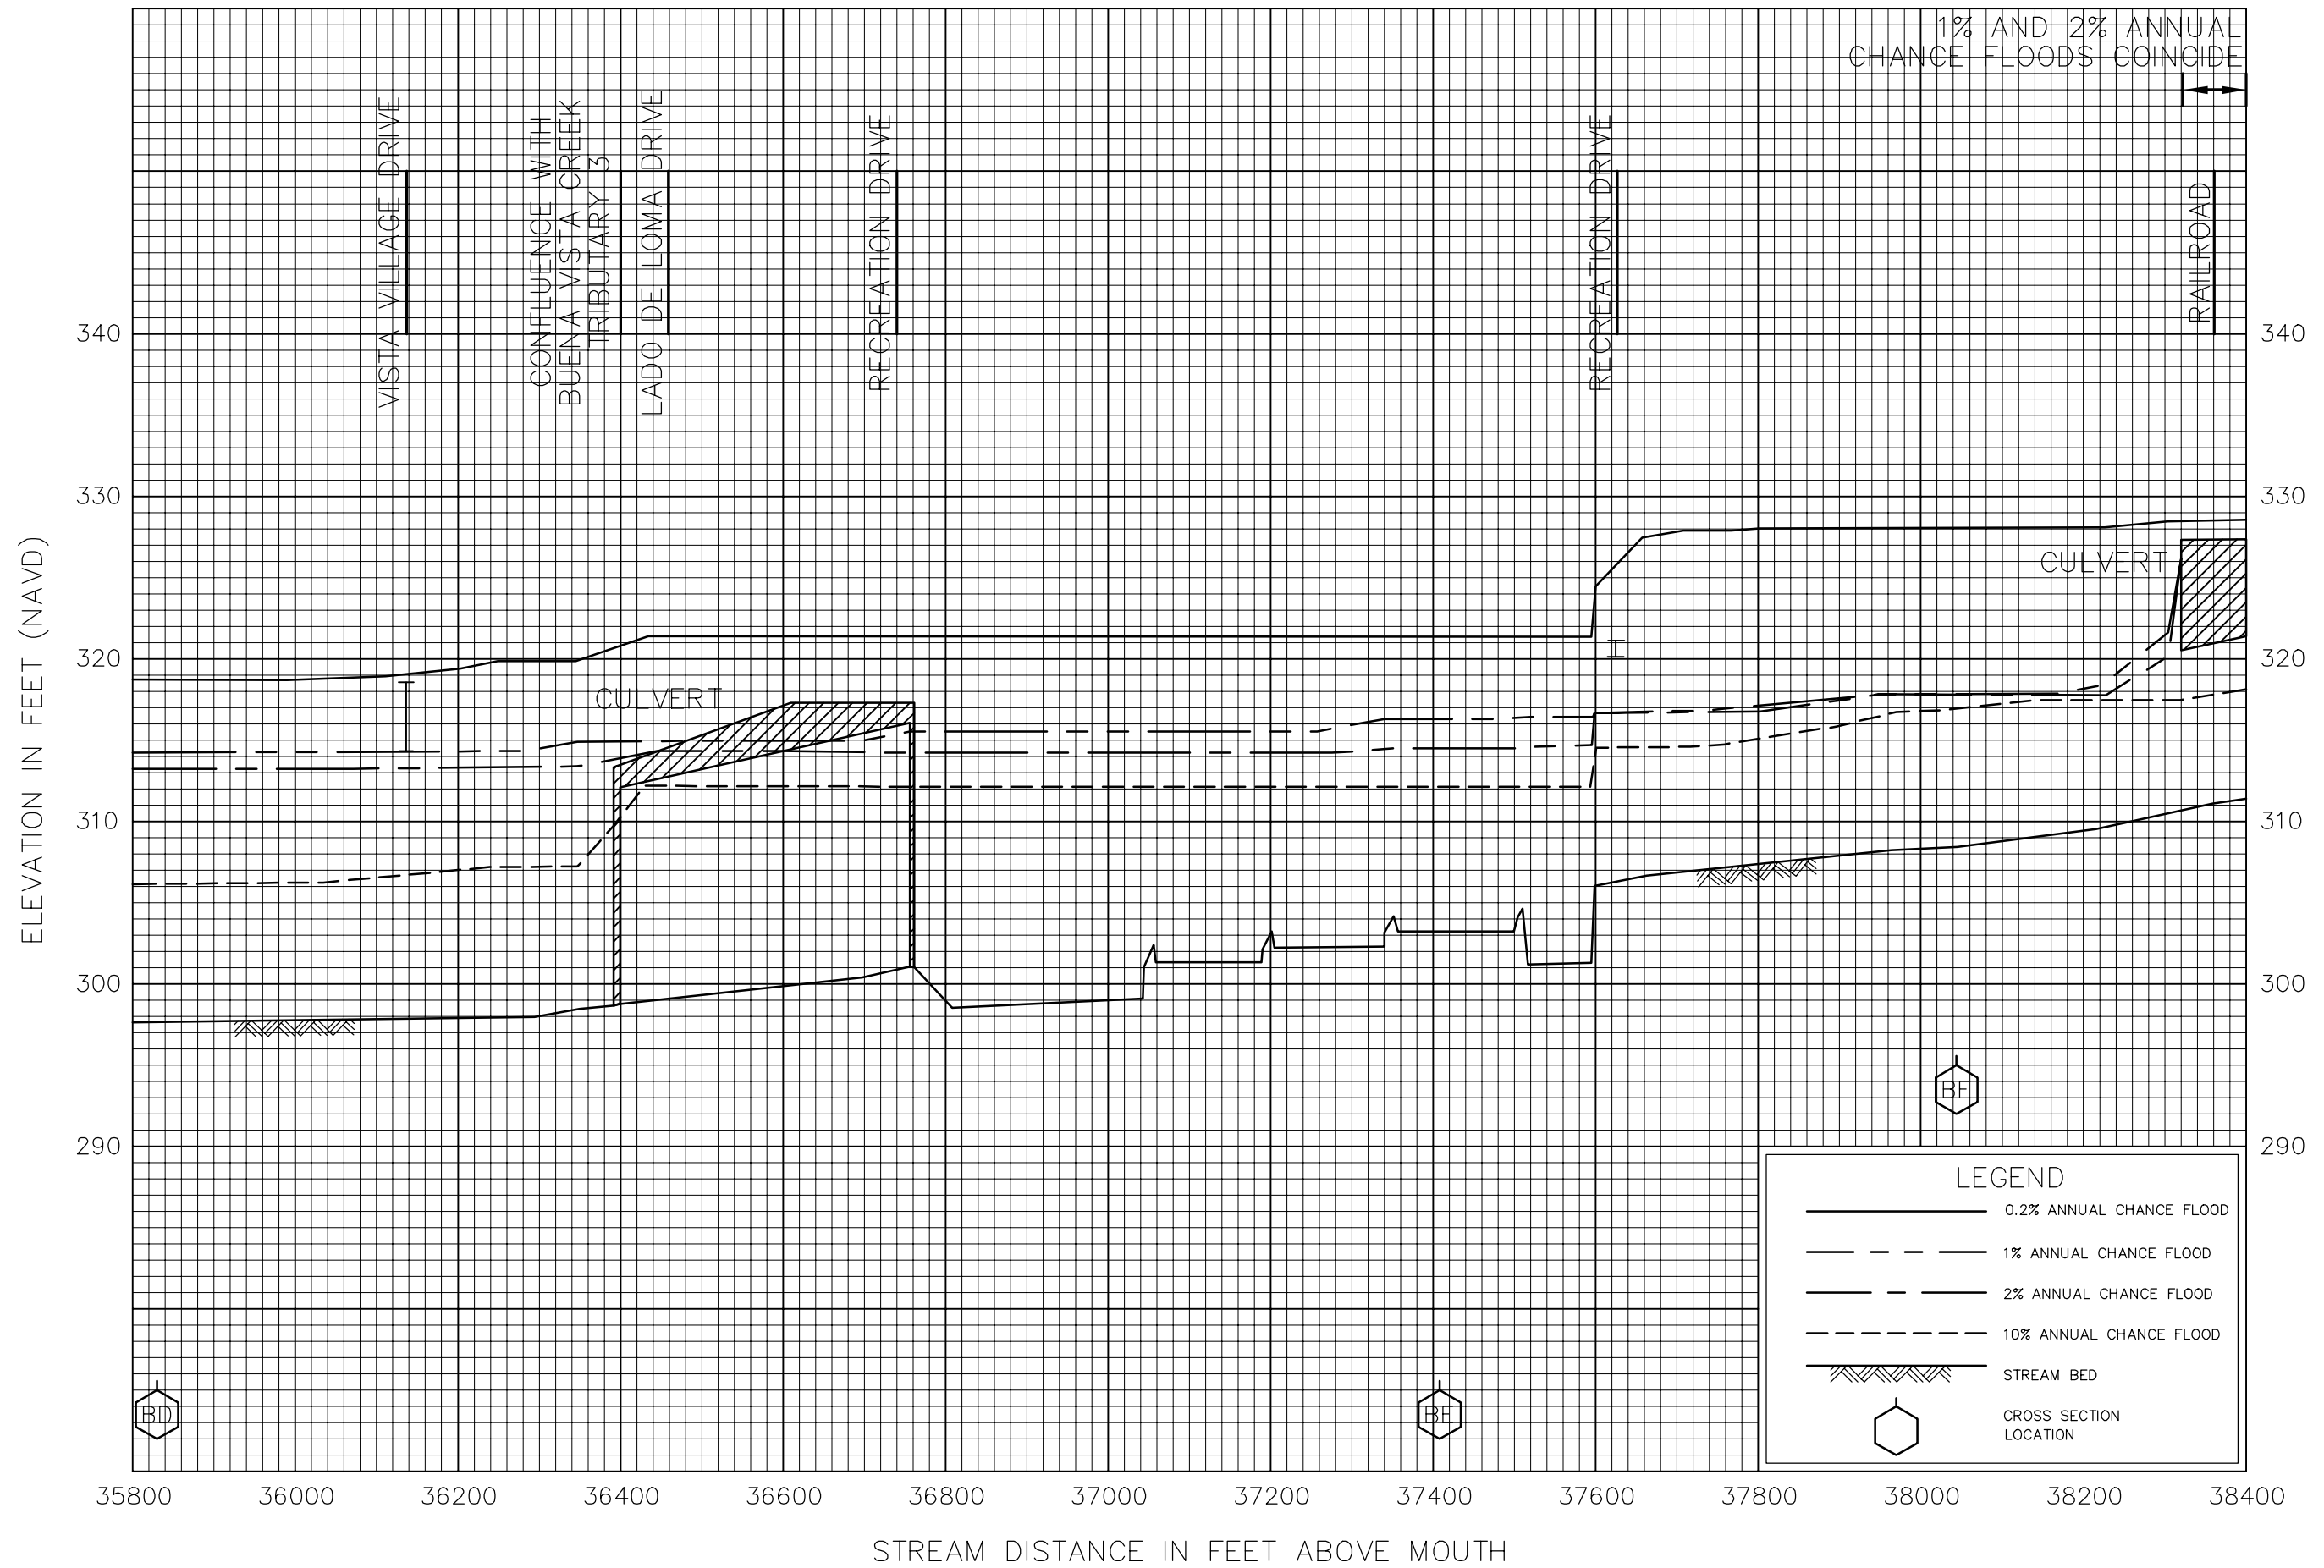 1% AND 2% ANNUAL
CHANCE FLOODS COINCIDE
VISTA VILLAGE DRIVE
CONFLUENCE WITH
BUENA VISTA CREEK
TRIBUTARY 3
LADO DE LOMA DRIVE
RECREATION DRIVE
RECREATION DRIVE
RAILROAD
340
340
330
330
CULVERT
320
320
CULVERT
310
310
300
300
290
290
ELEVATION IN FEET (NAVD)
BF
BD
BE
LEGEND
0.2% ANNUAL CHANCE FLOOD
1% ANNUAL CHANCE FLOOD
2% ANNUAL CHANCE FLOOD
10% ANNUAL CHANCE FLOOD
STREAM BED
CROSS SECTION
LOCATION
35800 36000 36200 36400 36600 36800 37000 37200 37400 37600 37800 38000 38200 38400
STREAM DISTANCE IN FEET ABOVE MOUTH